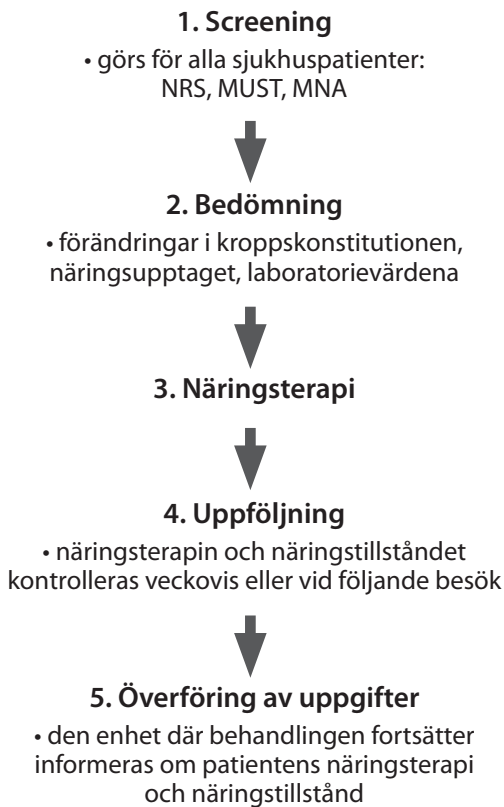 1. Screening
• görs för alla sjukhuspatienter:
NRS, MUST, MNA
2. Bedömning
• förändringar i kroppskonstitutionen,
näringsupptaget, laboratorievärdena
3. Näringsterapi
4. Uppföljning
• näringsterapin och näringstillståndet
kontrolleras veckovis eller vid följande besök
5. Överföring av uppgifter
• den enhet där behandlingen fortsätter
informeras om patientens näringsterapi
och näringstillstånd